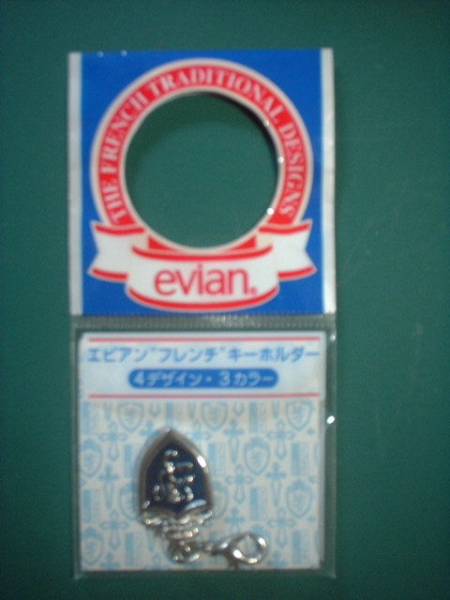 THE FRENCH TRADITIONAL DESIGNS
evian®
エビアン"フレンチ"キーホルダー
4デザイン・3カラー